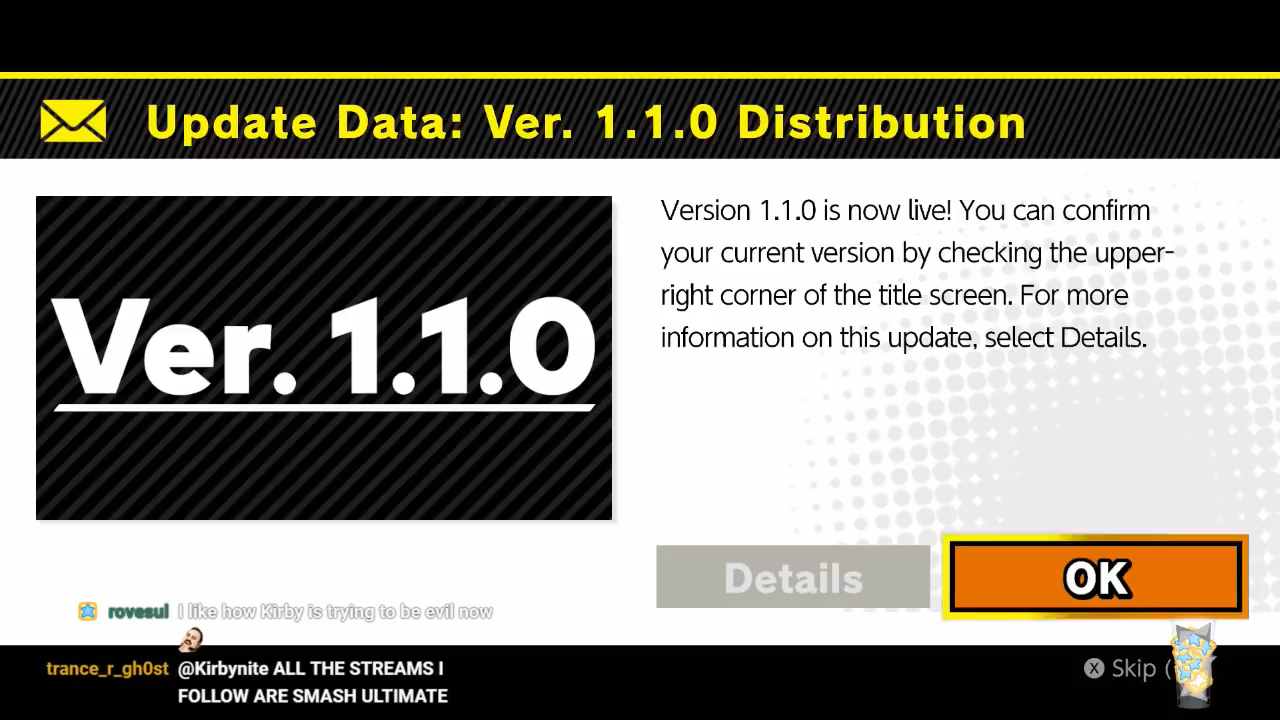 Update Data: Ver. 1.1.0 Distribution
Ver. 1.1.0
Version 1.1.0 is now live! You can confirm
your current version by checking the upper-
right corner of the title screen. For more
information on this update, select Details.
Details
OK
rovesul I like how Kirby is trying to be evil now
trance_r_gh0st @Kirbynite ALL THE STREAMS I
FOLLOW ARE SMASH ULTIMATE
X Skip (